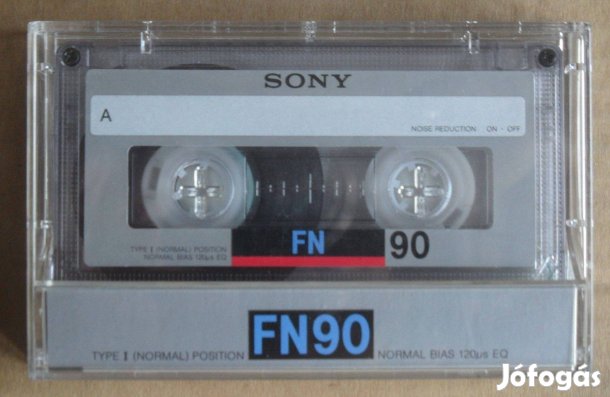 SONY
A
NOISE REDUCTION ON - OFF
TYPE I (NORMAL) POSITION
NORMAL BIAS 120µs EQ
FN 90
TYPE I (NORMAL) POSITION FN90 NORMAL BIAS 120µs EQ
Jófogás